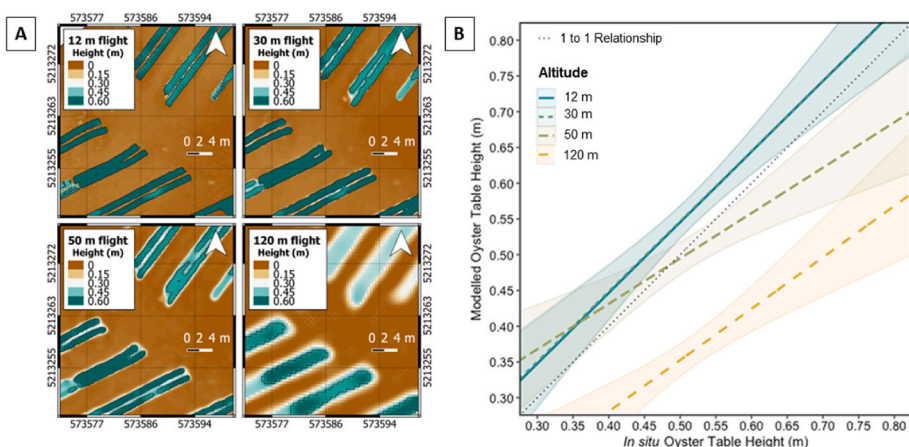 A
573577 573586 573594 573577 573586 573594
12 m flight
Height (m)
0
0.15
0.30
0.45
0.60
0 2 4 m
30 m flight
Height (m)
0
0.15
0.30
0.45
0.60
0 2 4 m
5213272
5213263
5213255
5213272
5213263
5213255
50 m flight
Height (m)
0
0.15
0.30
0.45
0.60
0 2 4 m
120 m flight
Height (m)
0
0.15
0.30
0.45
0.60
0 2 4 m
5213272
5213263
5213255
5213272
5213263
5213255
573577 573586 573594 573577 573586 573594
B
1 to 1 Relationship
Altitude
12 m
30 m
50 m
120 m
Modelled Oyster Table Height (m)
0.80
0.75
0.70
0.65
0.60
0.55
0.50
0.45
0.40
0.35
0.30
0.30 0.35 0.40 0.45 0.50 0.55 0.60 0.65 0.70 0.75 0.80
In situ Oyster Table Height (m)